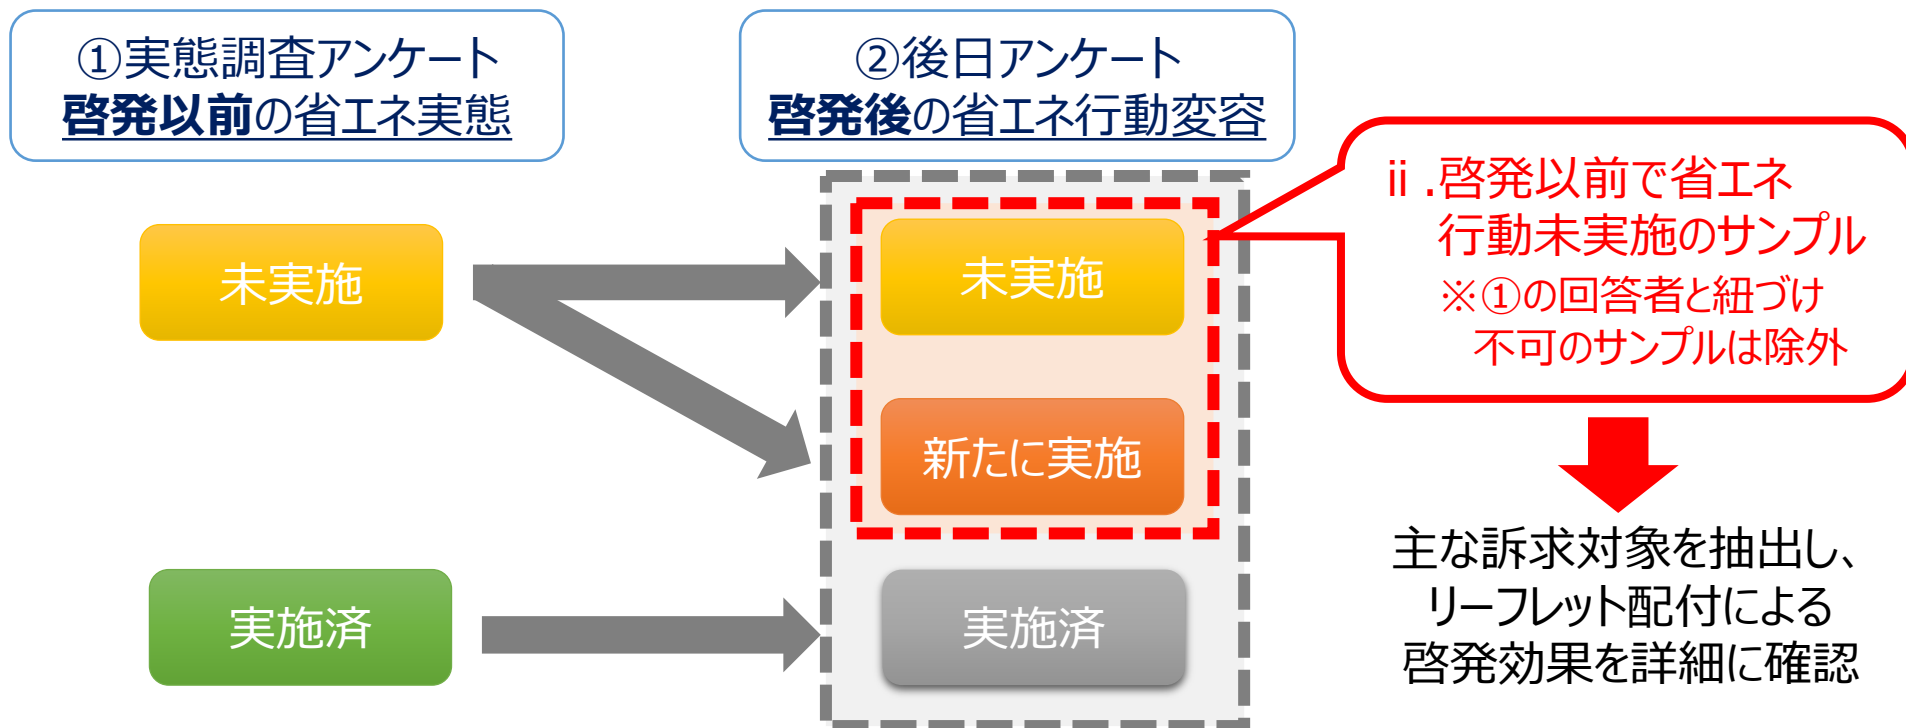 ①実態調査アンケート
啓発以前の省エネ実態
②後日アンケート
啓発後の省エネ行動変容
未実施
実施済
未実施
新たに実施
実施済
ⅱ.啓発以前で省エネ
行動未実施のサンプル
※①の回答者と紐づけ
不可のサンプルは除外
主な訴求対象を抽出し、
リーフレット配付による
啓発効果を詳細に確認